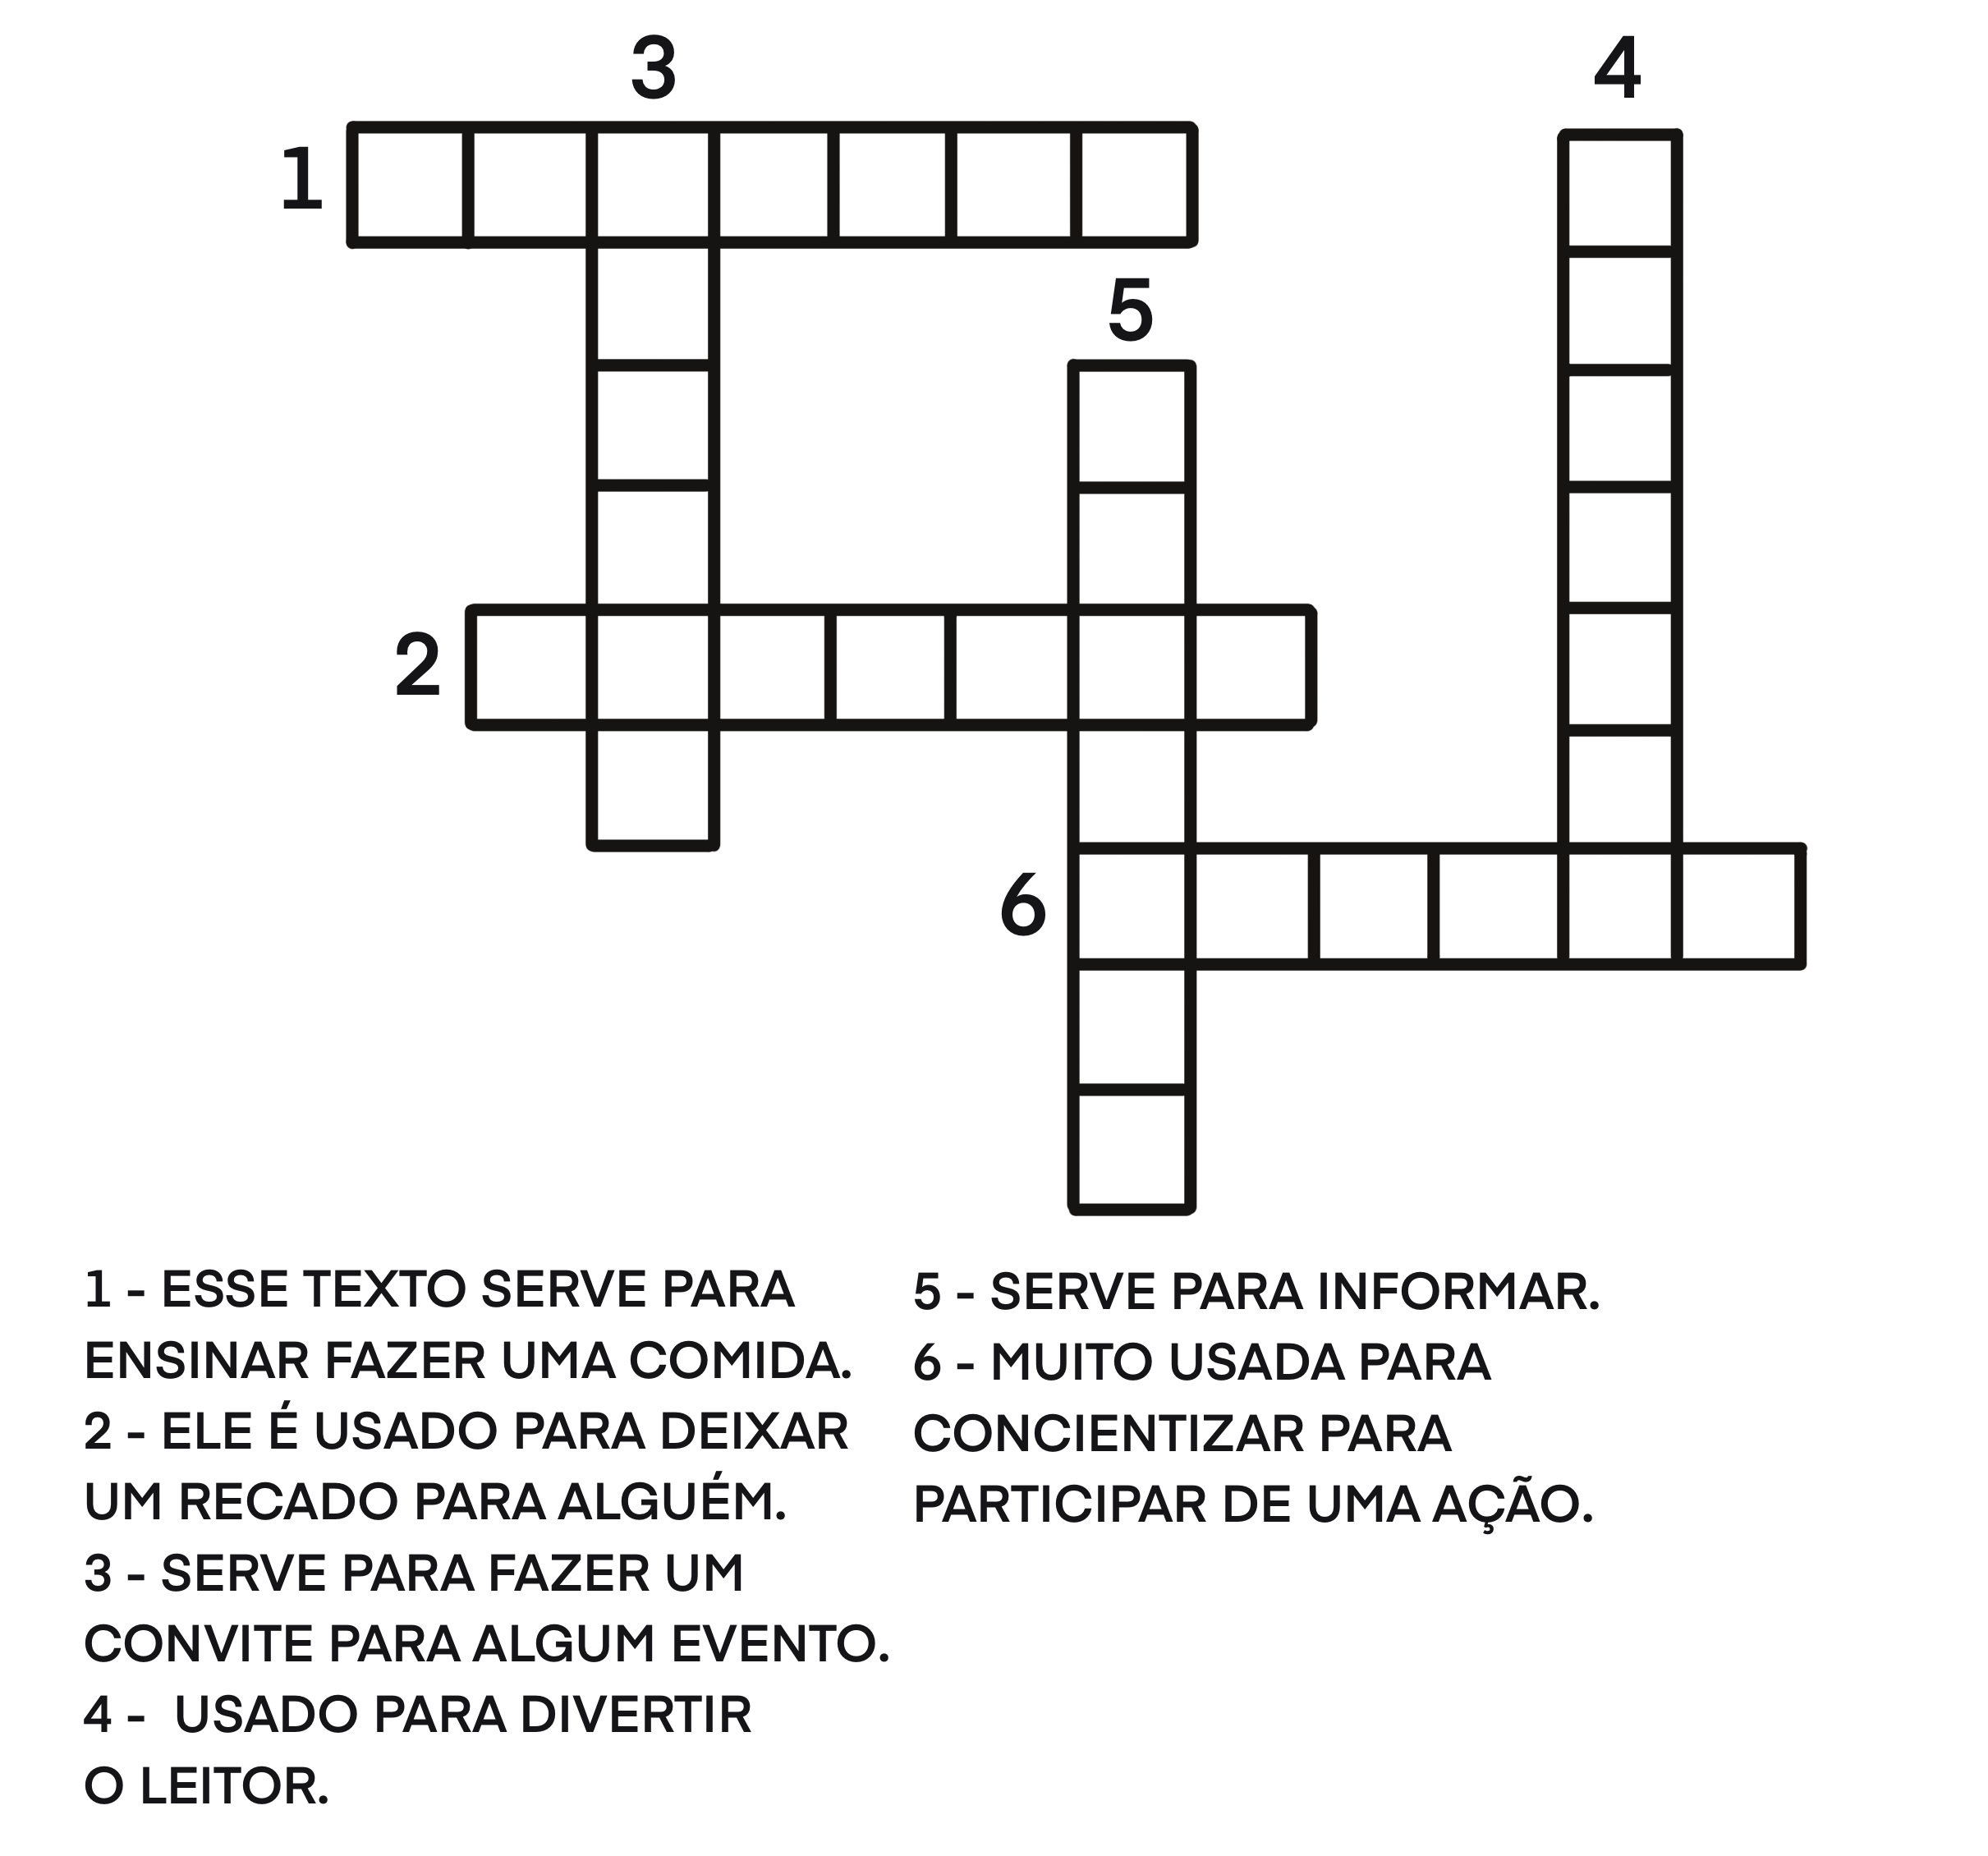 3
4
1
5
2
6
1 - ESSE TEXTO SERVE PARA
ENSINAR FAZER UMA COMIDA.
2 - ELE É USADO PARA DEIXAR
UM RECADO PARA ALGUÉM.
3 - SERVE PARA FAZER UM
CONVITE PARA ALGUM EVENTO.
4 - USADO PARA DIVERTIR
O LEITOR.
5 - SERVE PARA INFORMAR.
6 - MUITO USADA PARA
CONCIENTIZAR PARA
PARTICIPAR DE UMA AÇÃO.